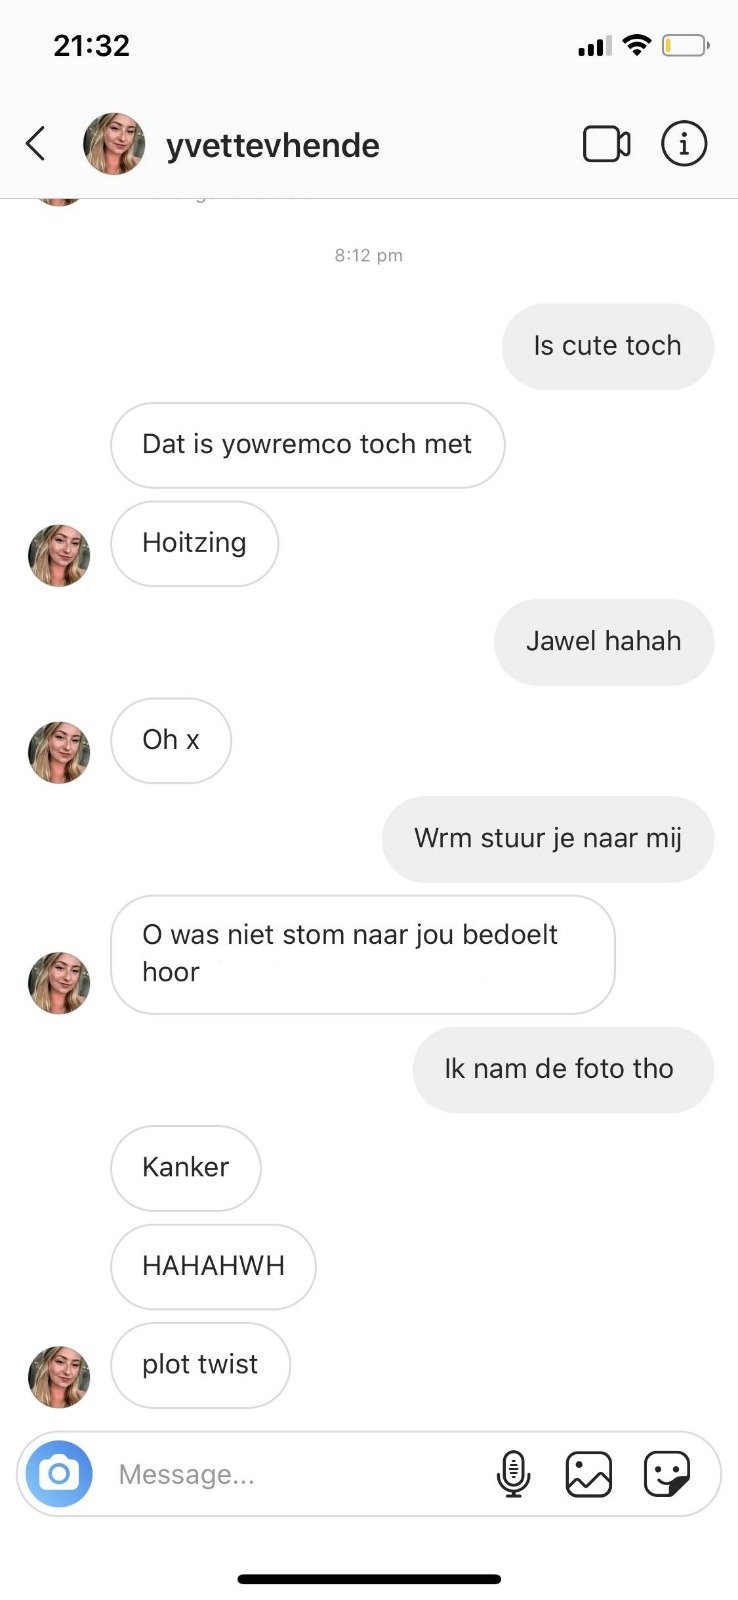 21:32
yvettevhende
8:12 pm
Is cute toch
Dat is yowremco toch met
Hoitzing
Jawel hahah
Oh x
Wrm stuur je naar mij
O was niet stom naar jou bedoelt
hoor
Ik nam de foto tho
Kanker
HAHAHWH
plot twist
Message...